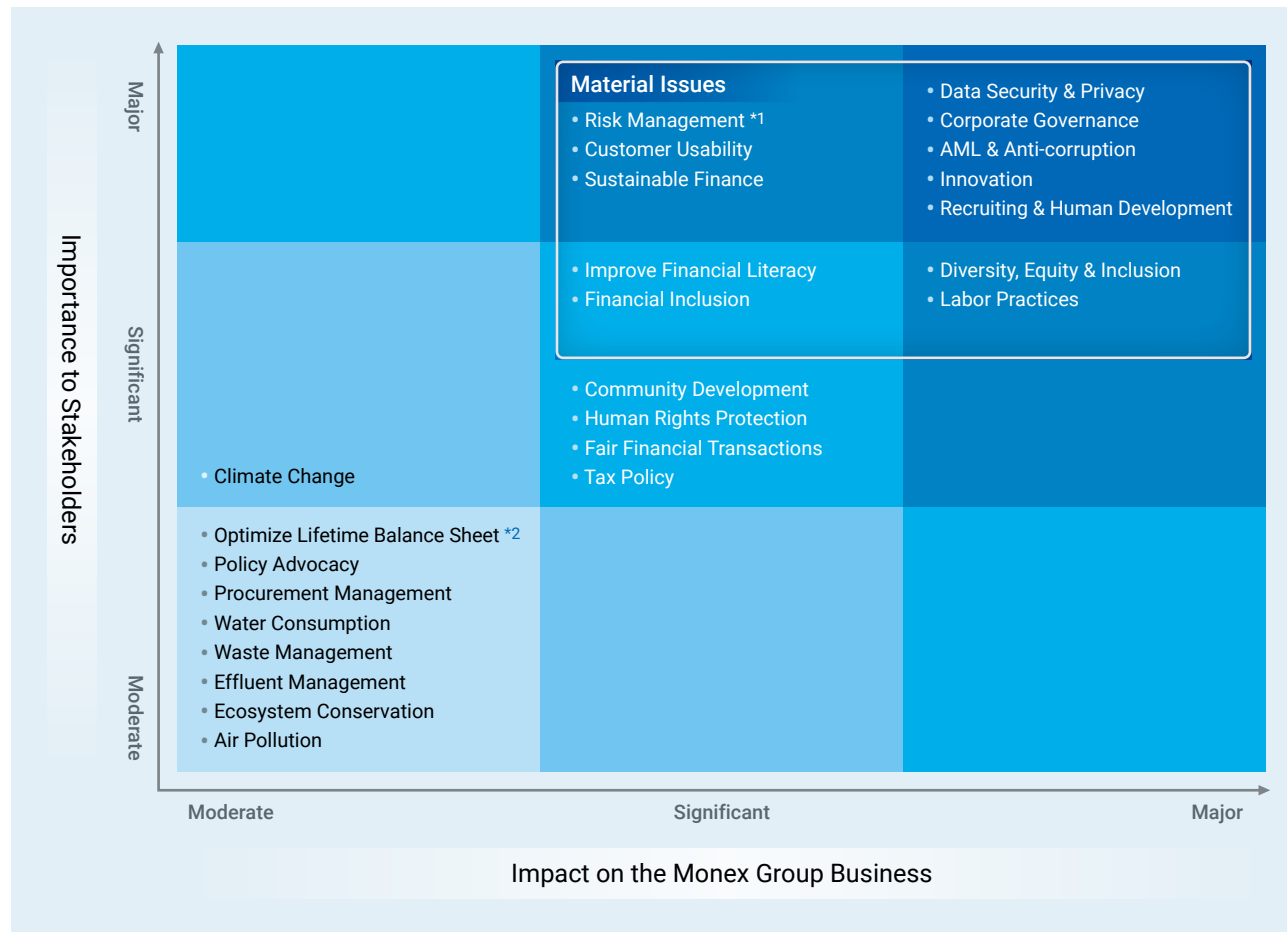 Importance to Stakeholders
Major
Significant
Moderate
Material Issues
• Risk Management *1
• Customer Usability
• Sustainable Finance
• Data Security & Privacy
• Corporate Governance
• AML & Anti-corruption
• Innovation
• Recruiting & Human Development
• Improve Financial Literacy
• Financial Inclusion
• Diversity, Equity & Inclusion
• Labor Practices
• Climate Change
• Community Development
• Human Rights Protection
• Fair Financial Transactions
• Tax Policy
• Optimize Lifetime Balance Sheet *2
• Policy Advocacy
• Procurement Management
• Water Consumption
• Waste Management
• Effluent Management
• Ecosystem Conservation
• Air Pollution
Moderate
Significant
Major
Impact on the Monex Group Business